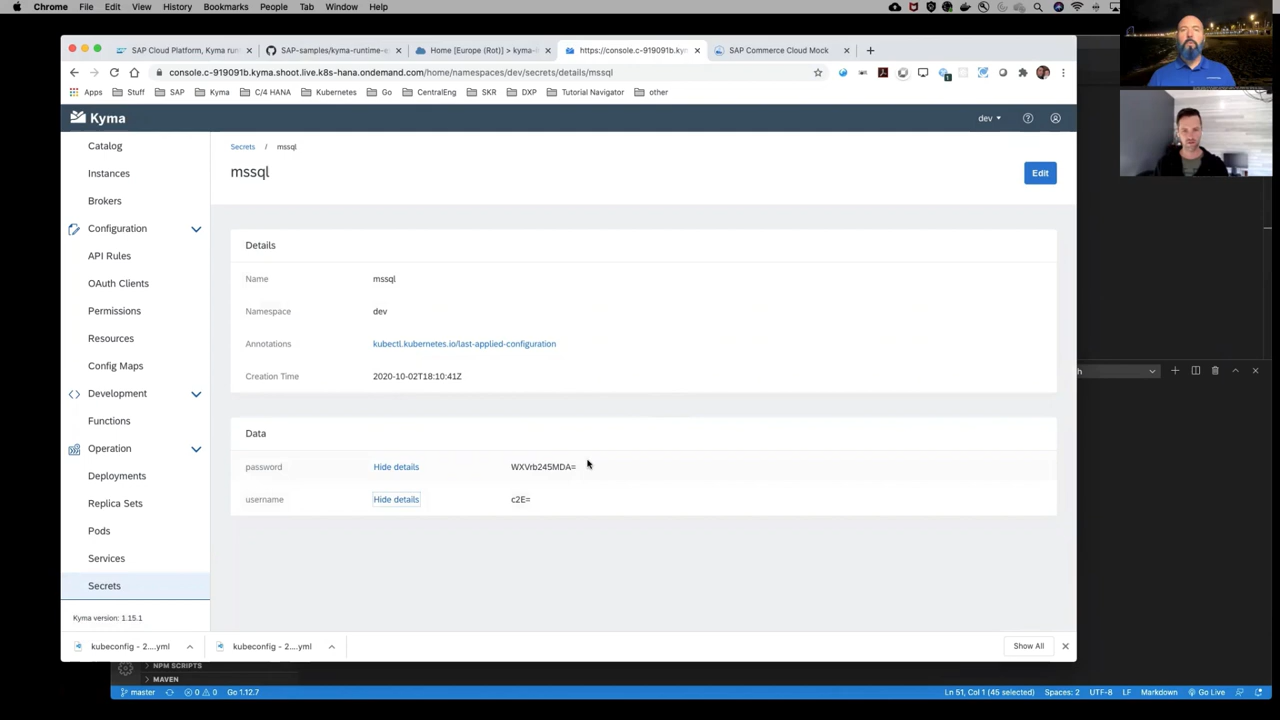 Chrome File Edit View History Bookmarks People Tab Window Help
SAP Cloud Platform, Kyma run
SAP-samples/kyma-runtime-e
Home [Europe (Rot)] > kyma-
https://console.c-919091b.kym
SAP Commerce Cloud Mock
console.c-919091b.kyma.shoot.live.k8s-hana.ondemand.com/home/namespaces/dev/secrets/details/mssql
Apps Stuff SAP Kyma C/4 HANA Kubernetes Go CentralEng SKR DXP Tutorial Navigator other
Kyma
dev
Catalog
Instances
Brokers
Configuration
API Rules
OAuth Clients
Permissions
Resources
Config Maps
Development
Functions
Operation
Deployments
Replica Sets
Pods
Services
Secrets
Kyma version: 1.15.1
Secrets / mssql
mssql
Edit
Details
Name mssql
Namespace dev
Annotations kubectl.kubernetes.io/last-applied-configuration
Creation Time 2020-10-02T18:10:41Z
Data
password Hide details WXVrb245MDA=
username Hide details c2E=
kubeconfig - 2....yml
kubeconfig - 2....yml
Show All
NPM SCRIPTS
MAVEN
master 0 0 Go 1.12.7
Ln 51, Col 1 (45 selected) Spaces: 2 UTF-8 LF Markdown Go Live